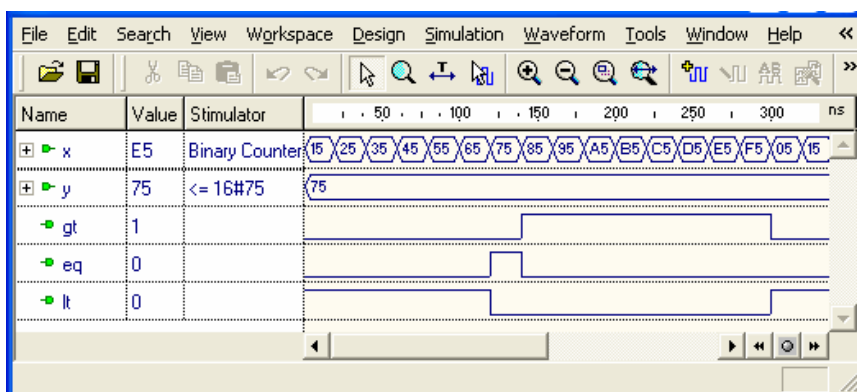 File Edit Search View Workspace Design Simulation Waveform Tools Window Help «
Name Value Stimulator 50 100 150 200 250 300 ns
x E5 Binary Counter 15 25 35 45 55 65 75 85 95 A5 B5 C5 D5 E5 F5 05 15
y 75 <= 16#75 75
gt 1
eq 0
lt 0